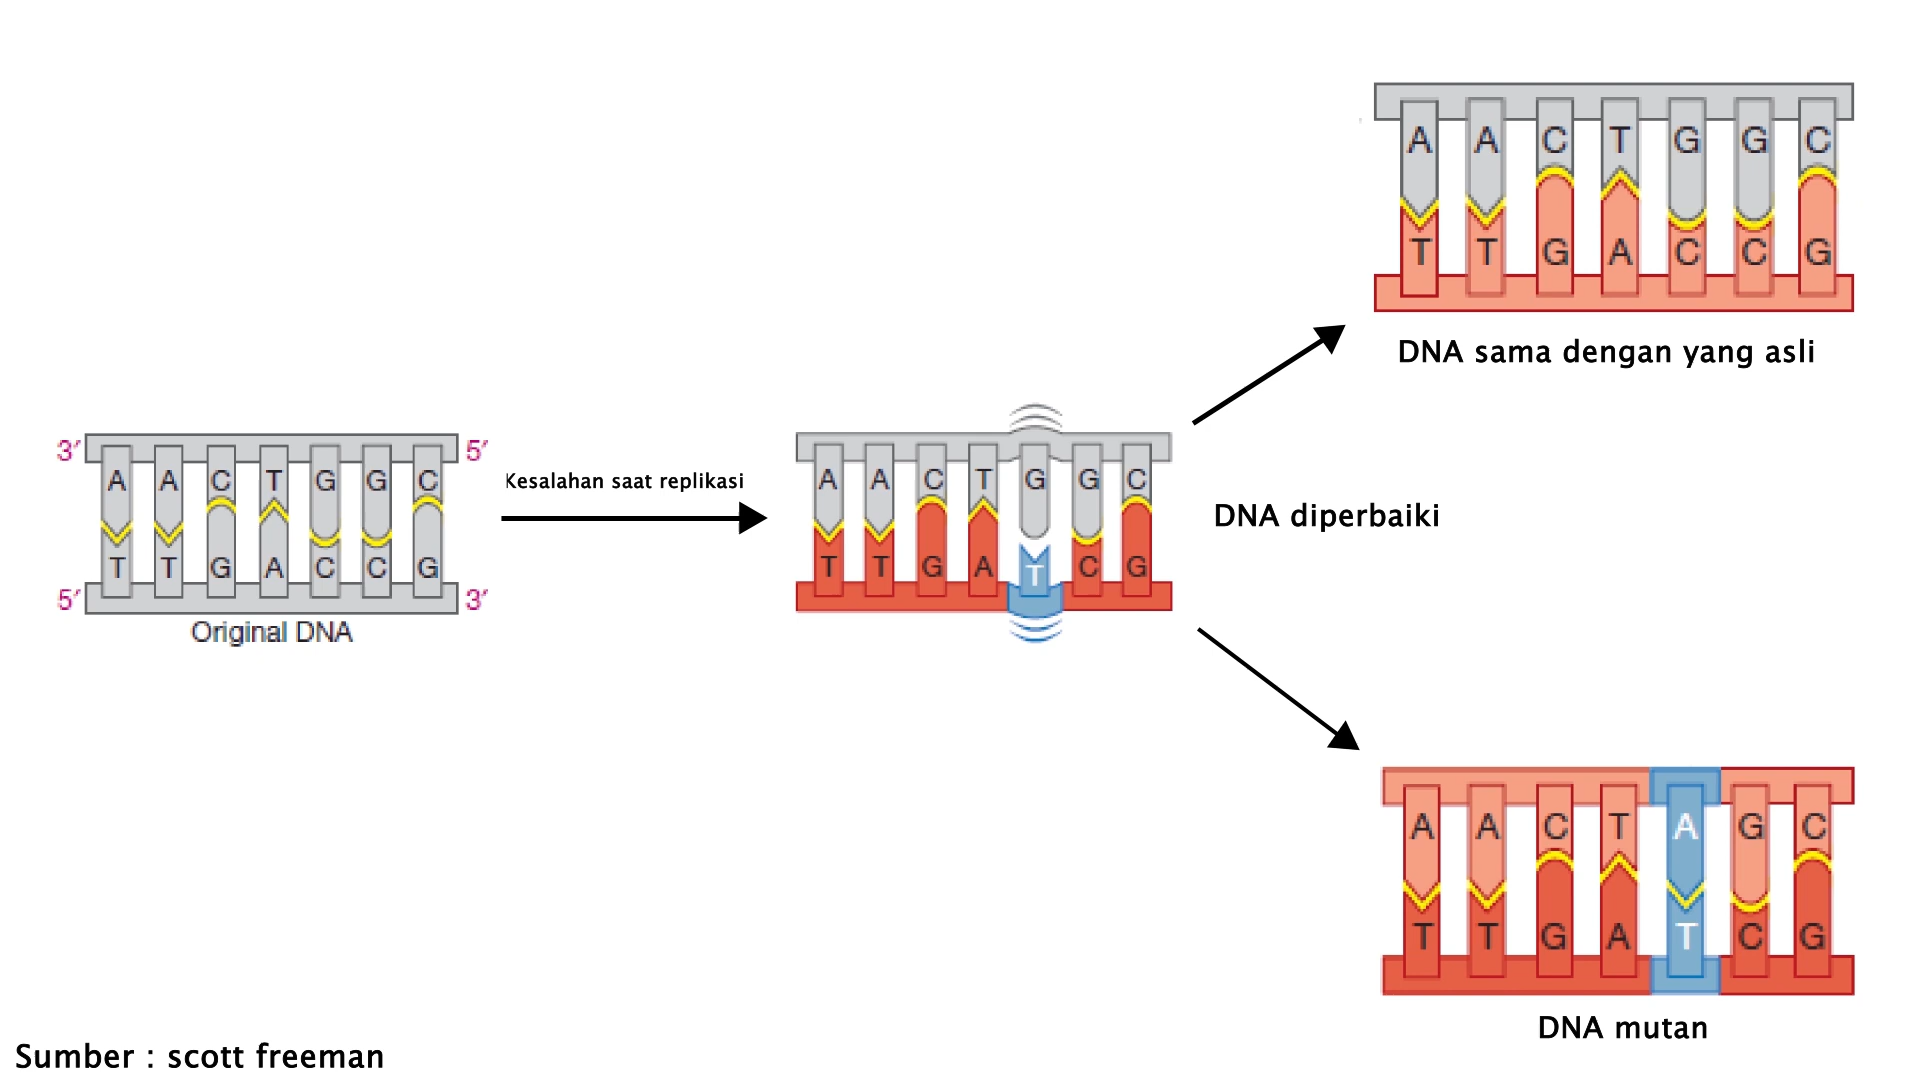 3′ A A C T G G C 5′
5′ T T G A C C G 3′
Original DNA
Kesalahan saat replikasi
A A C T G G C
T T G A T C G
DNA diperbaiki
A A C T G G C
T T G A C C G
DNA sama dengan yang asli
A A C T A G C
T T G A T C G
DNA mutan
Sumber : scott freeman